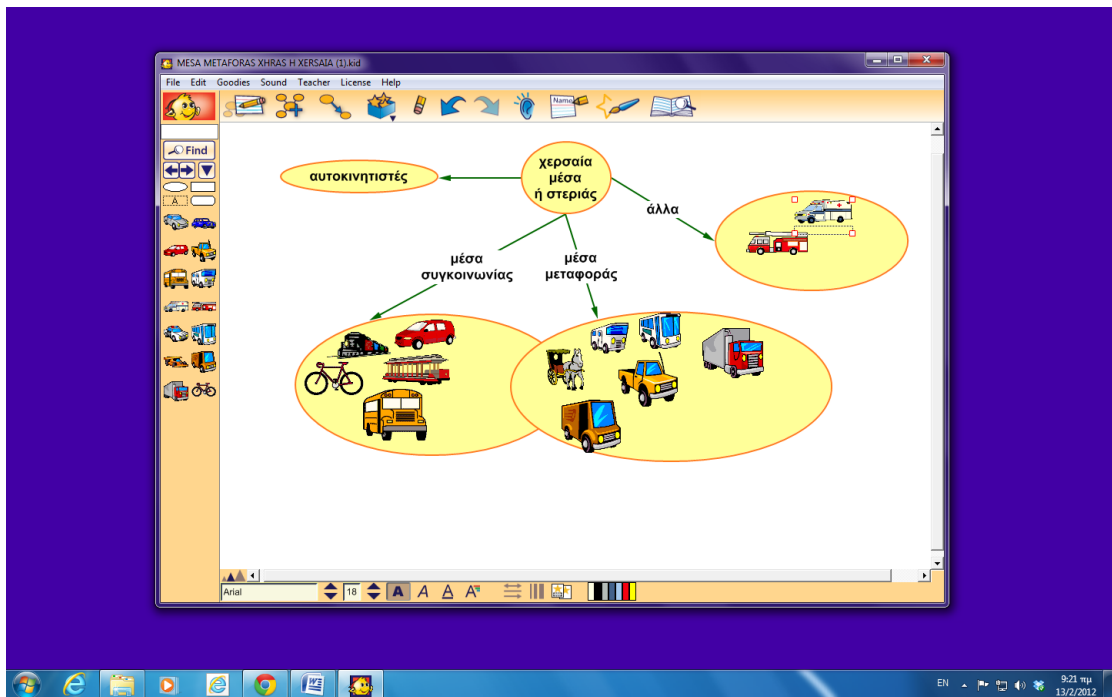 MESA METAFORAS XHRAS H XERSAIA (1).kid
File Edit Goodies Sound Teacher License Help
Name
Find
A
αυτοκινητιστές
χερσαία
μέσα
ή στεριάς
άλλα
μέσα
συγκοινωνίας
μέσα
μεταφοράς
Arial 18 A A A A
EN
9:21 πμ
13/2/2012